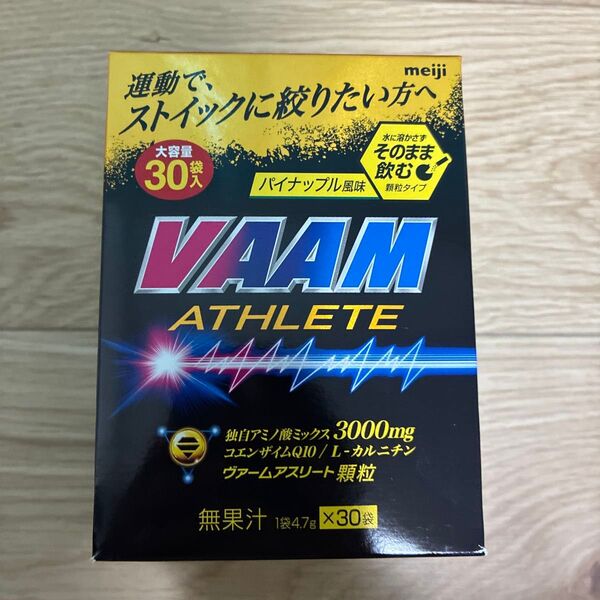 meiji
運動で、
ストイックに絞りたい方へ
大容量
30袋入
パイナップル風味
水に溶かさず
そのまま
飲む
顆粒タイプ
VAAM
ATHLETE
独自アミノ酸ミックス 3000mg
コエンザイムQ10 / L-カルニチン
ヴァームアスリート 顆粒
無果汁 1袋4.7g ×30袋